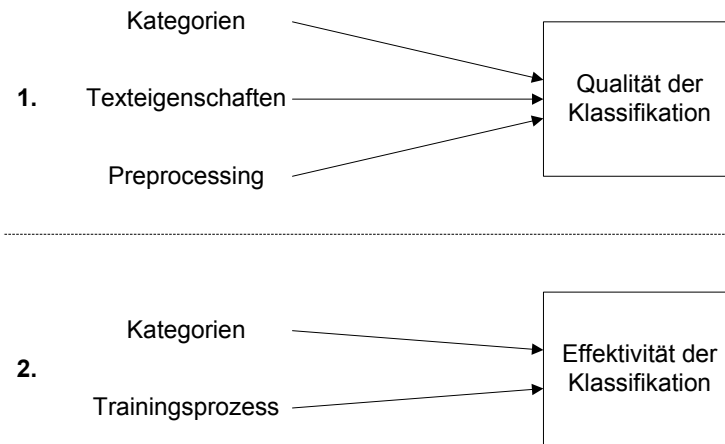 Kategorien
1. Texteigenschaften
Preprocessing
Qualität der
Klassifikation
Kategorien
2.
Trainingsprozess
Effektivität der
Klassifikation